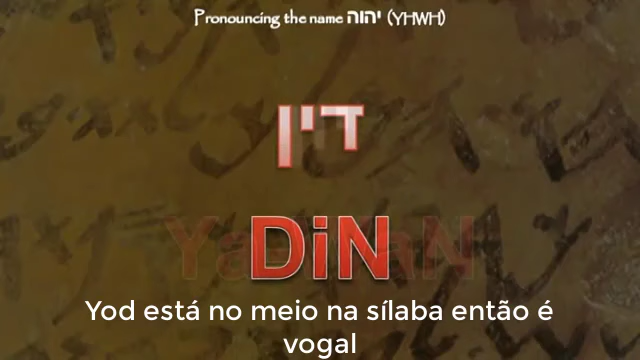 Pronouncing the name יהוה (YHWH)
דין
DiN
Yod está no meio na sílaba então é
vogal